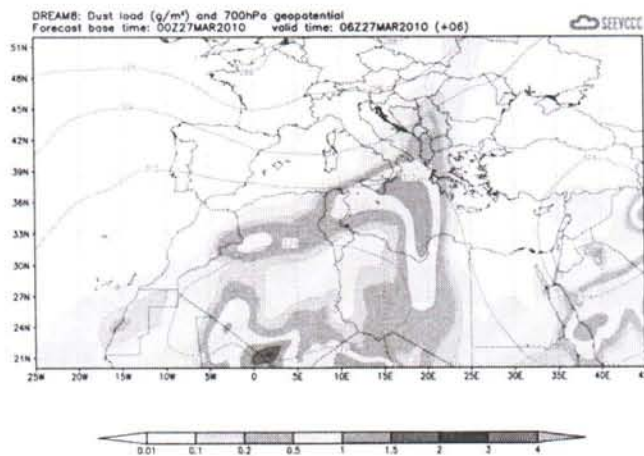 DREAM8: Dust load (g/m²) and 700hPa geopotential
Forecast base time: 00Z27MAR2010 valid time: 06Z27MAR2010 (+06)
SEEVCCC
51N
48N
45N
42N
39N
36N
33N
30N
27N
24N
21N
25W 20W 15W 10W 5W 0 5E 10E 15E 20E 25E 30E 35E 40E
0.01 0.1 0.2 0.5 1 1.5 2 3 4